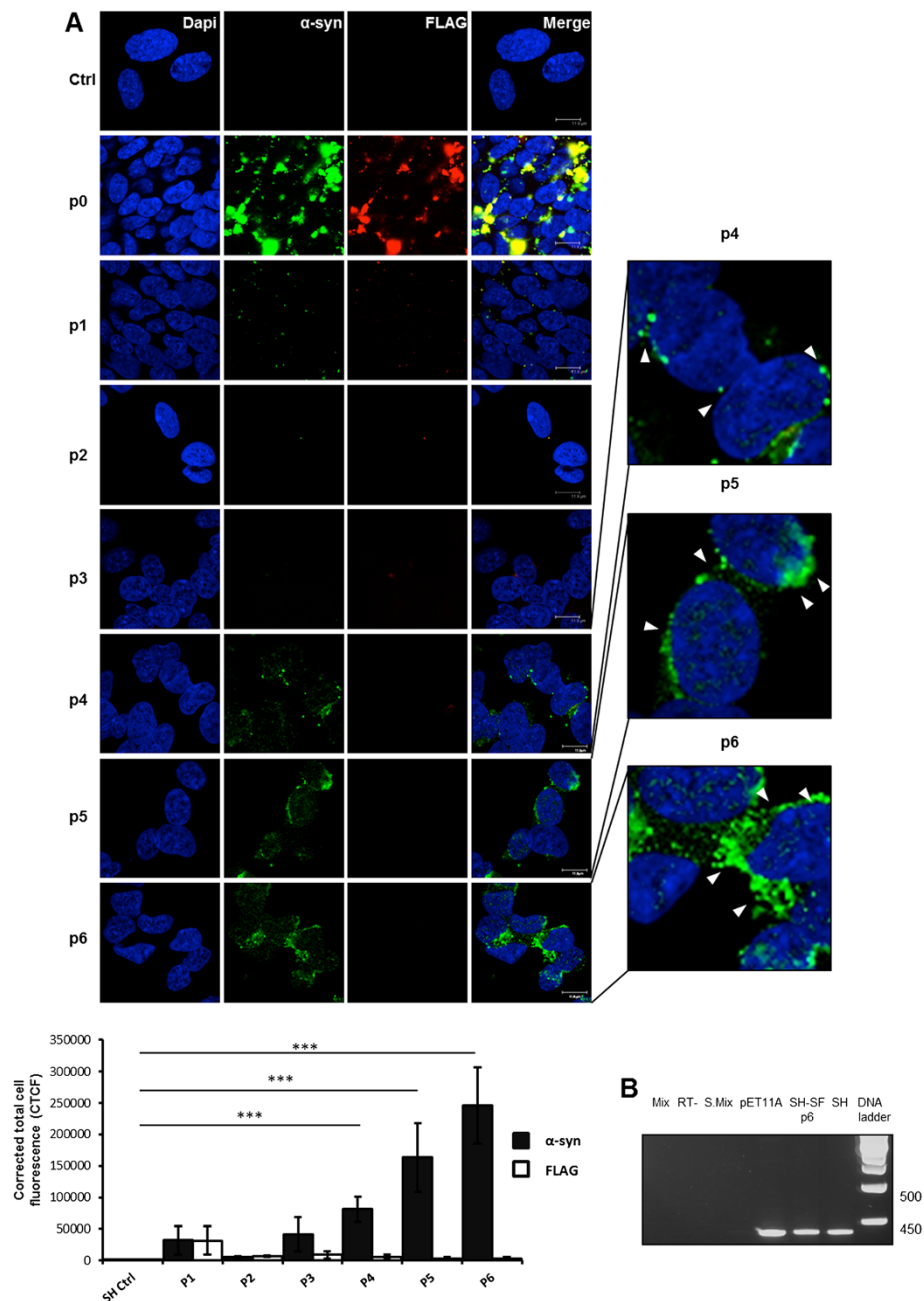 A
Dapi α-syn FLAG Merge
Ctrl
p0
p1
p2
p3
p4
p5
p6
p4
p5
p6
Corrected total cell
fluorescence (CTCF)
350000
300000
250000
200000
150000
100000
50000
0
***
***
***
α-syn
FLAG
SH Ctrl P1 P2 P3 P4 P5 P6
B
Mix RT- S.Mix pET11A SH-SF SH DNA
p6 ladder
500
450